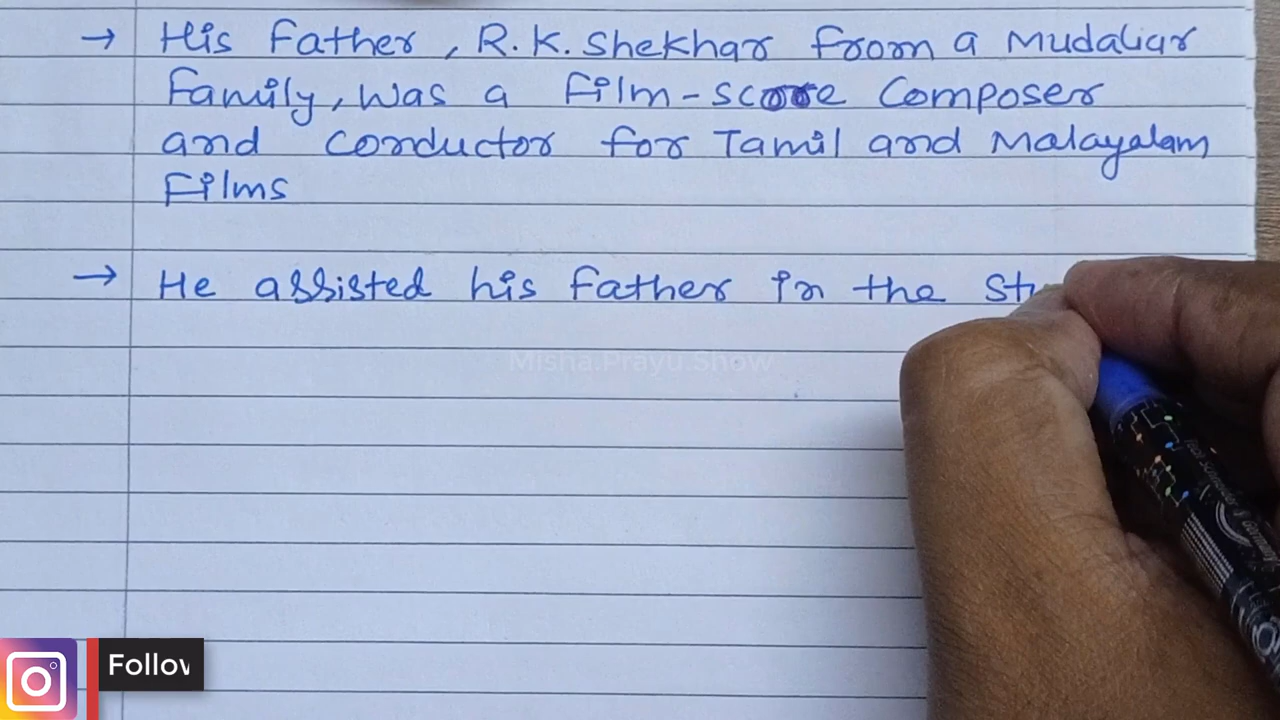 → His Father, R.K. Shekhar from a Mudaliar
Family, was a Film-score Composer
and conductor for Tamil and Malayalam
Films
→ He assisted his Father in the
Misha.Prayu.Show
Follow